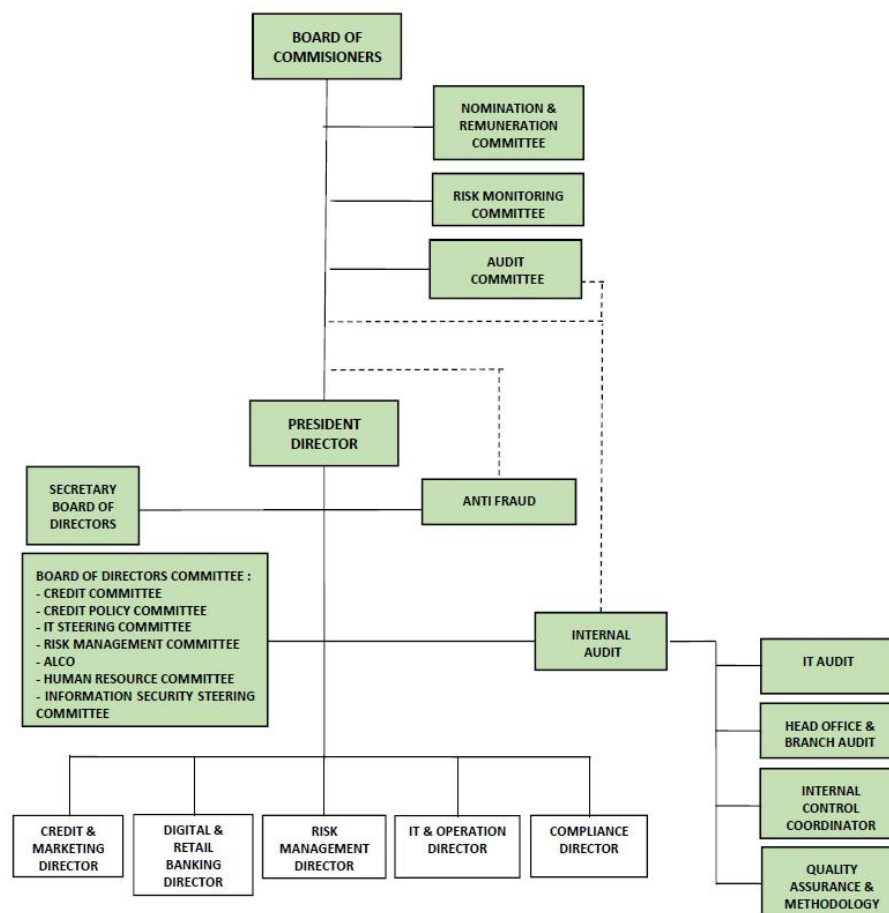 BOARD OF
COMMISIONERS
NOMINATION &
REMUNERATION
COMMITTEE
RISK MONITORING
COMMITTEE
AUDIT
COMMITTEE
PRESIDENT
DIRECTOR
SECRETARY
BOARD OF
DIRECTORS
ANTI FRAUD
BOARD OF DIRECTORS COMMITTEE :
- CREDIT COMMITTEE
- CREDIT POLICY COMMITTEE
- IT STEERING COMMITTEE
- RISK MANAGEMENT COMMITTEE
- ALCO
- HUMAN RESOURCE COMMITTEE
- INFORMATION SECURITY STEERING
COMMITTEE
INTERNAL
AUDIT
IT AUDIT
HEAD OFFICE &
BRANCH AUDIT
INTERNAL
CONTROL
COORDINATOR
QUALITY
ASSURANCE &
METHODOLOGY
CREDIT &
MARKETING
DIRECTOR
DIGITAL &
RETAIL
BANKING
DIRECTOR
RISK
MANAGEMENT
DIRECTOR
IT & OPERATION
DIRECTOR
COMPLIANCE
DIRECTOR